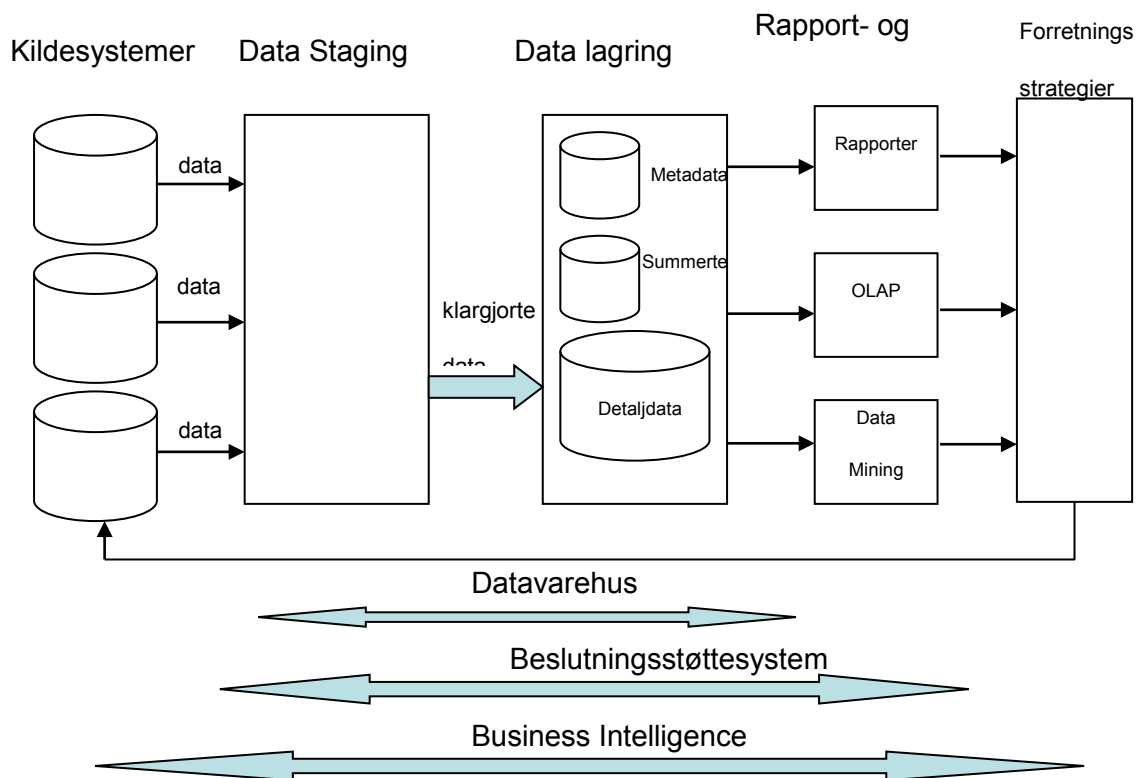 Kildesystemer
Data Staging
Data lagring
Rapport- og
Forretnings
strategier
data
data
data
klargjorte
data
Metadata
Summerte
Detaljdata
Rapporter
OLAP
Data
Mining
Datavarehus
Beslutningsstøttesystem
Business Intelligence